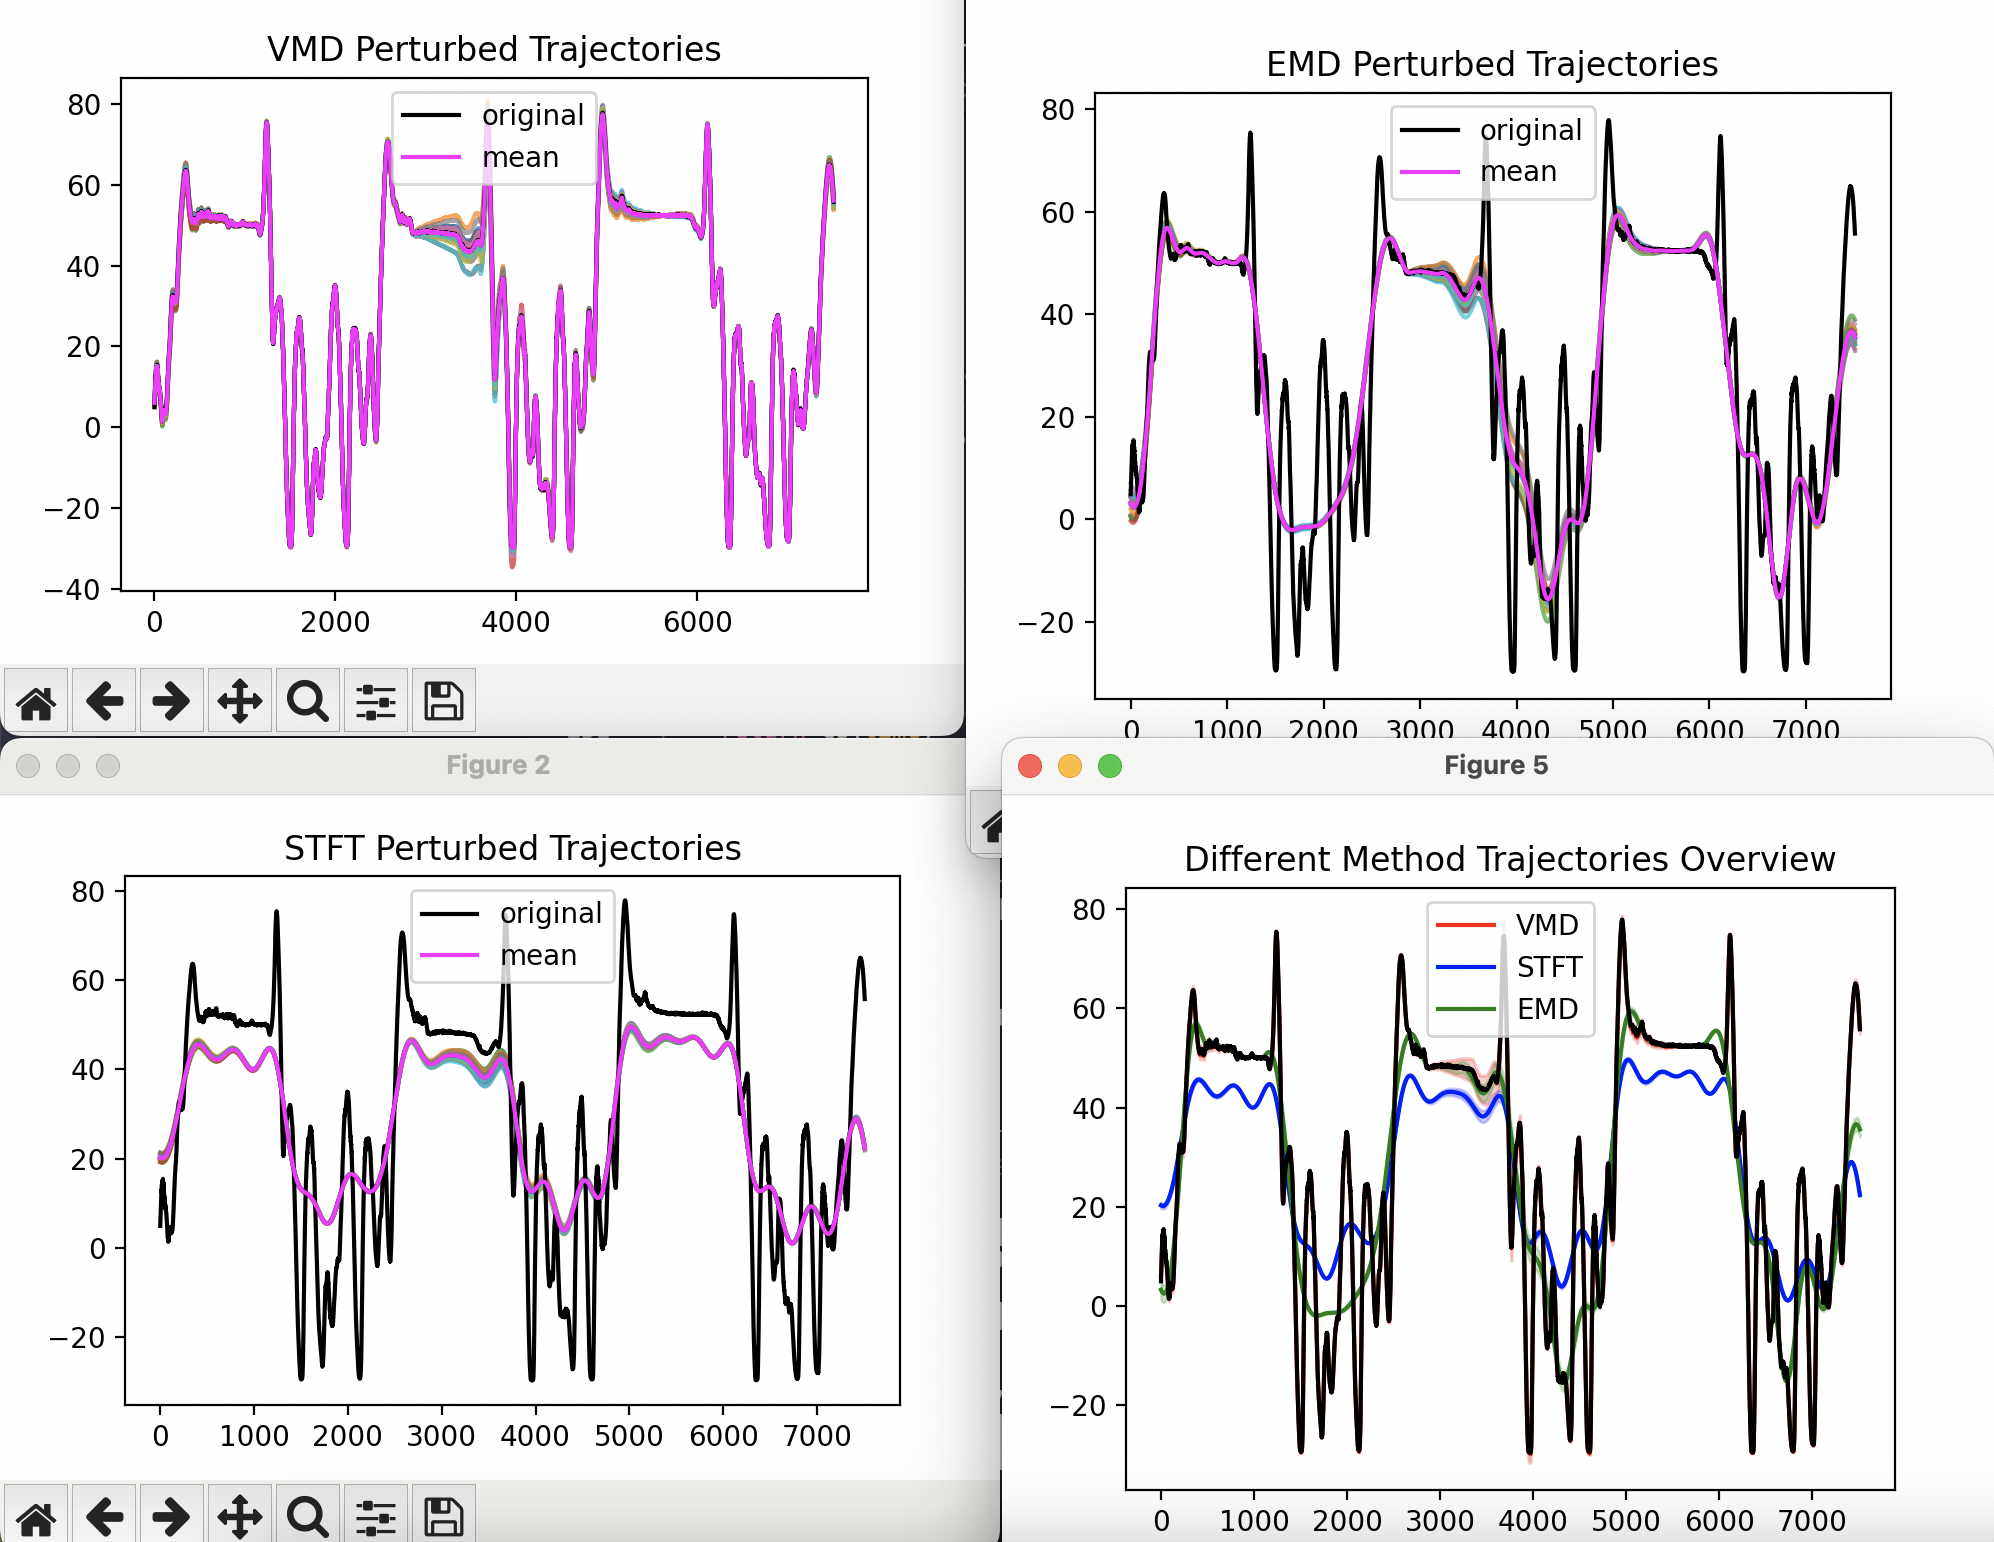 VMD Perturbed Trajectories
80
60
40
20
0
−20
−40
0 2000 4000 6000
original
mean
EMD Perturbed Trajectories
80
60
40
20
0
−20
0 1000 2000 3000 4000 5000 6000 7000
original
mean
Figure 2
STFT Perturbed Trajectories
80
60
40
20
0
−20
0 1000 2000 3000 4000 5000 6000 7000
original
mean
Figure 5
Different Method Trajectories Overview
80
60
40
20
0
−20
0 1000 2000 3000 4000 5000 6000 7000
VMD
STFT
EMD